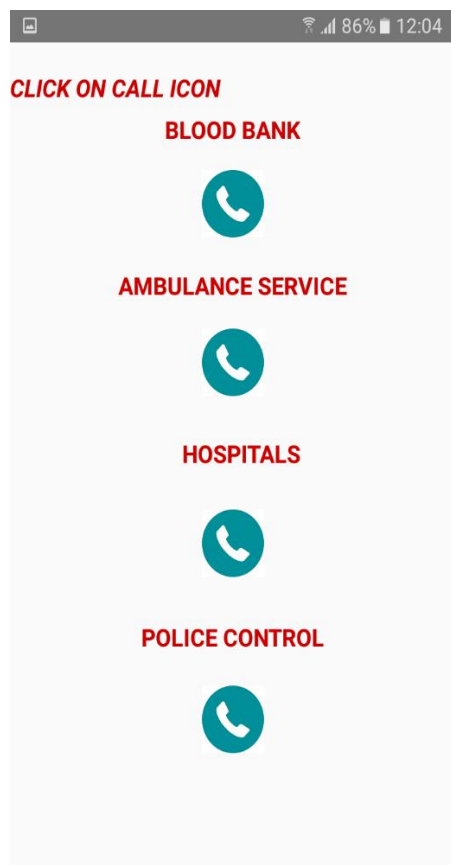 86% 12:04
CLICK ON CALL ICON
BLOOD BANK
AMBULANCE SERVICE
HOSPITALS
POLICE CONTROL